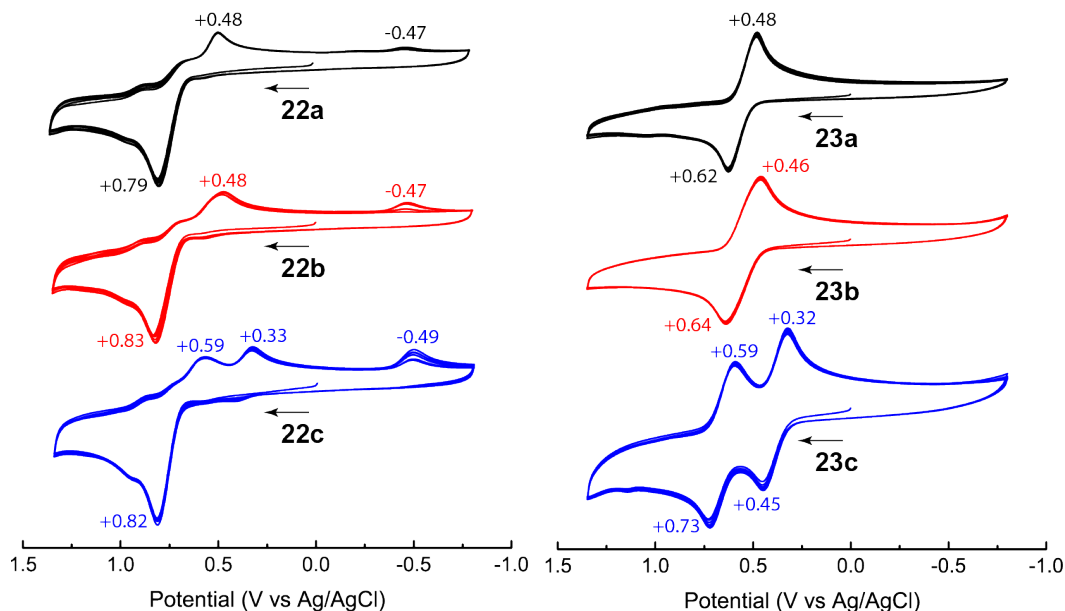 +0.48
-0.47
22a
+0.79
+0.48
-0.47
22b
+0.83
+0.59
+0.33
-0.49
22c
+0.82
1.5 1.0 0.5 0.0 -0.5 -1.0
Potential (V vs Ag/AgCl)
+0.48
23a
+0.62
+0.46
23b
+0.64
+0.32
+0.59
23c
+0.45
+0.73
1.5 1.0 0.5 0.0 -0.5 -1.0
Potential (V vs Ag/AgCl)